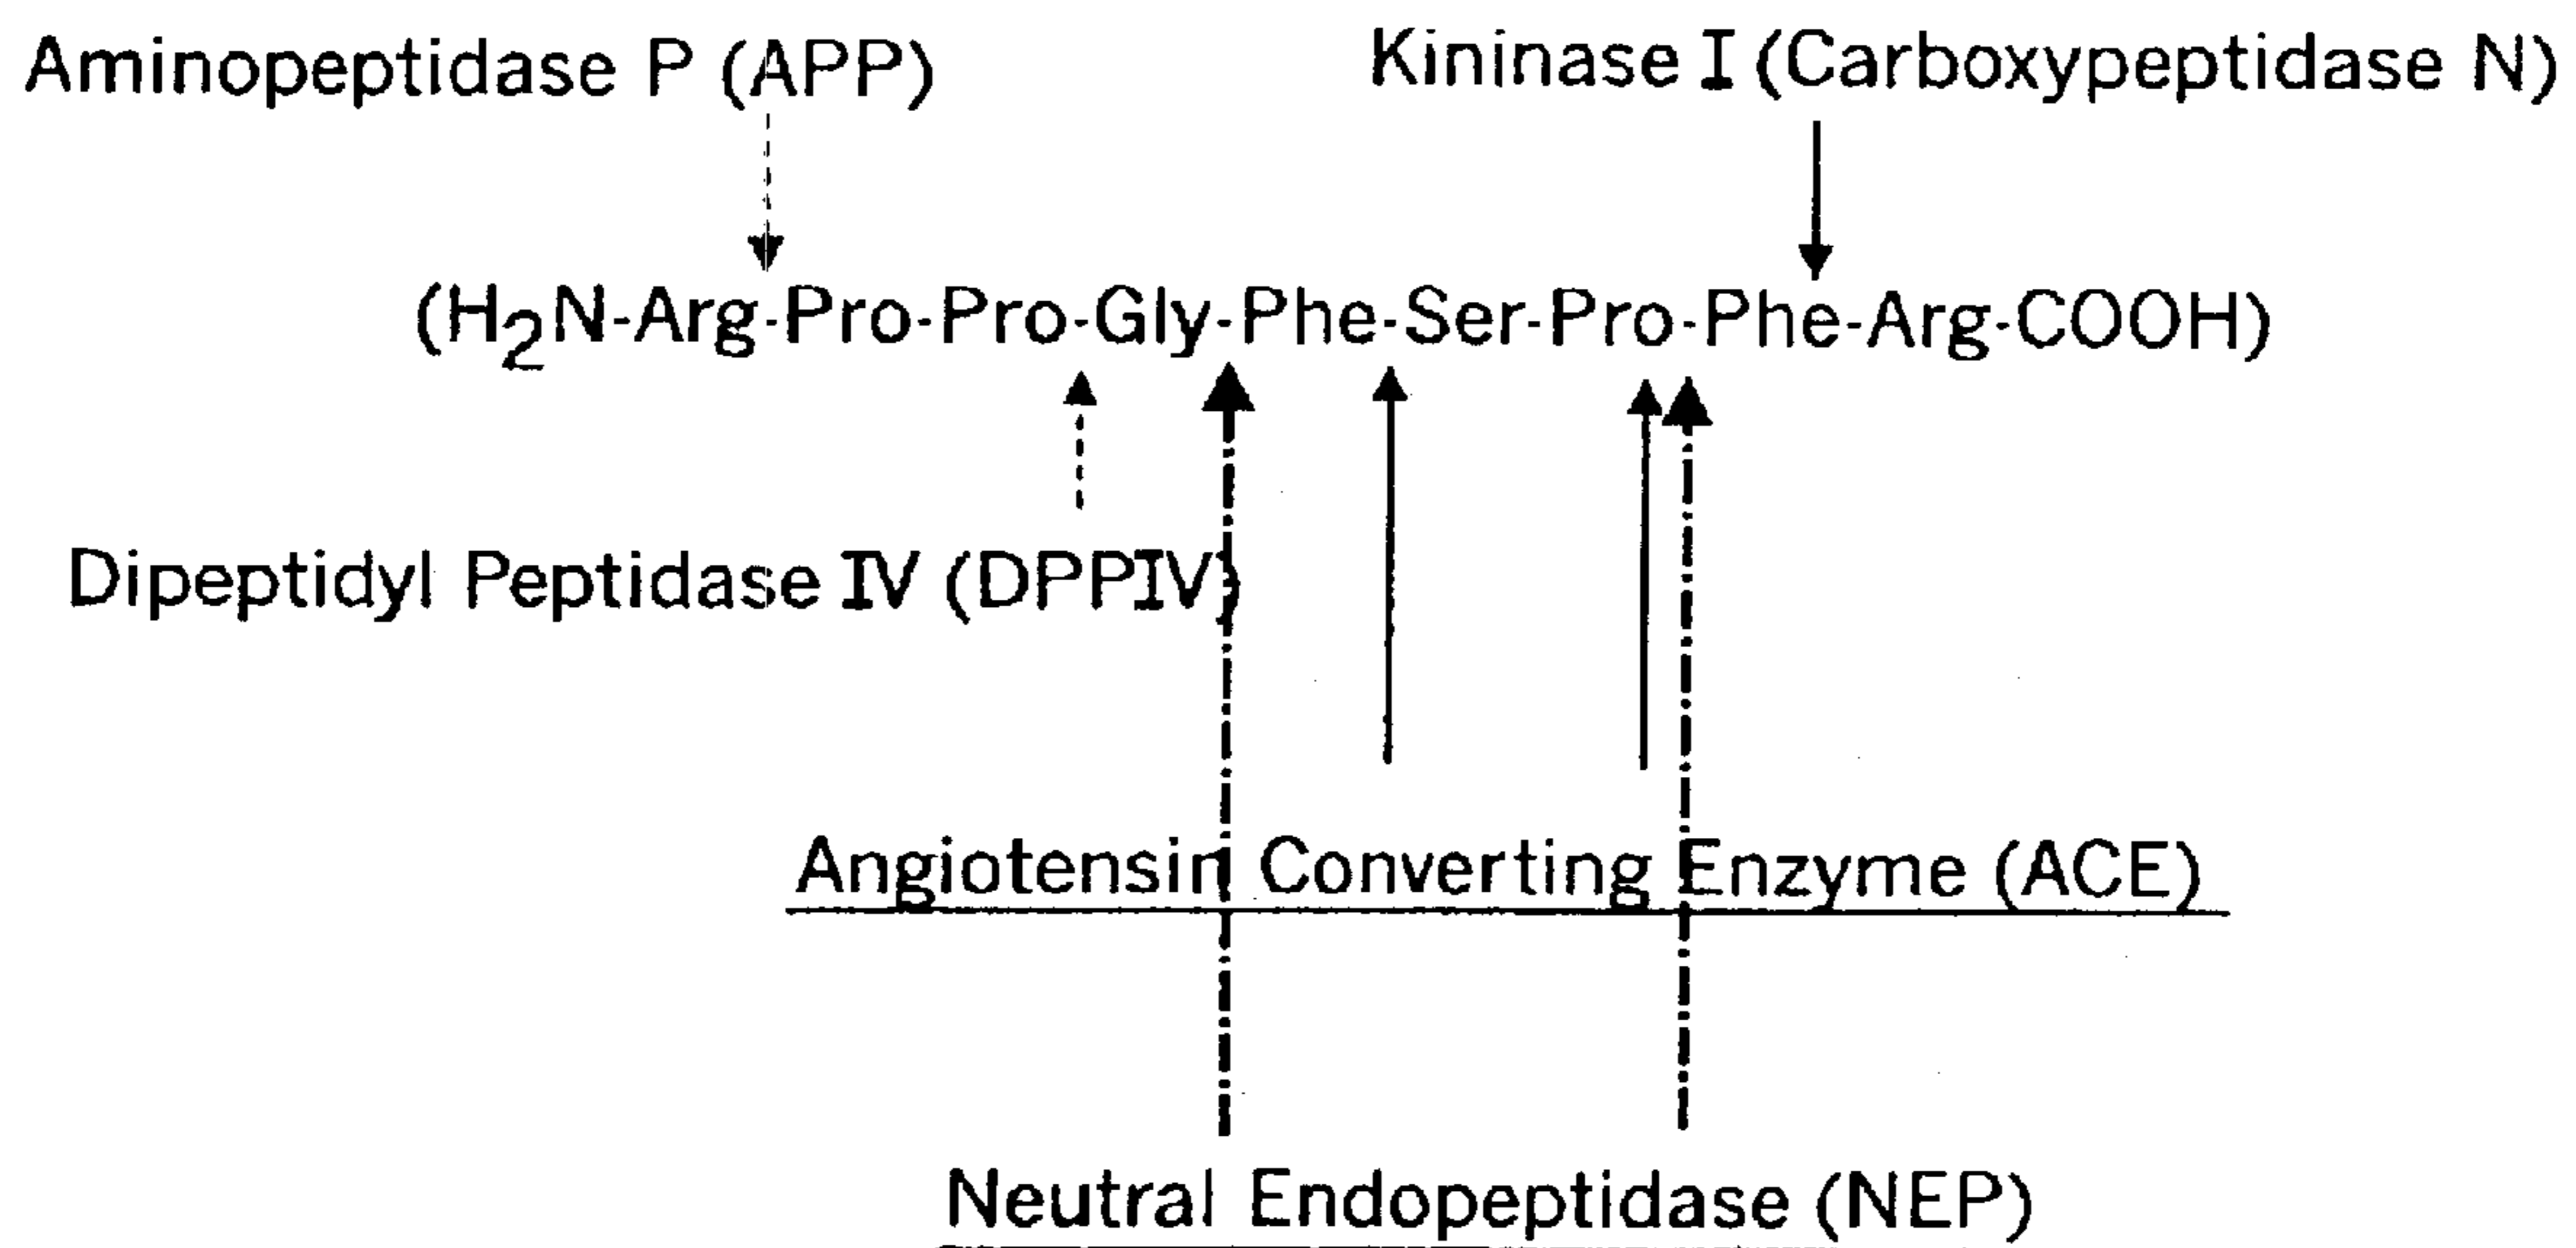 Aminopeptidase P (APP)
Kininase I (Carboxypeptidase N)
(H2N-Arg-Pro-Pro-Gly-Phe-Ser-Pro-Phe-Arg-COOH)
Dipeptidyl Peptidase IV (DPPIV)
Angiotensin Converting Enzyme (ACE)
Neutral Endopeptidase (NEP)